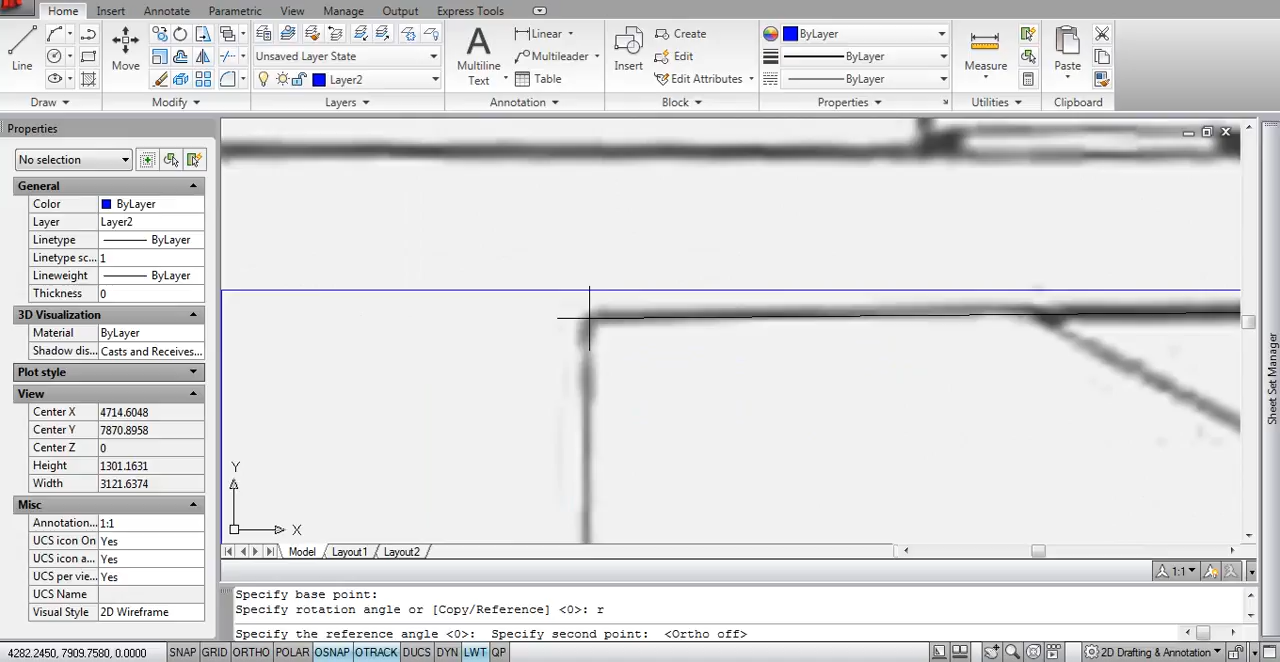 Home Insert Annotate Parametric View Manage Output Express Tools
Line
Move
Unsaved Layer State
Layer2
Multiline
Text
Linear
Multileader
Table
Insert
Create
Edit
Edit Attributes
ByLayer
ByLayer
ByLayer
Measure
Paste
Draw Modify Layers Annotation Block Properties Utilities Clipboard
Properties
No selection
General
Color ByLayer
Layer Layer2
Linetype ByLayer
Linetype sc... 1
Lineweight ByLayer
Thickness 0
3D Visualization
Material ByLayer
Shadow dis... Casts and Receives...
Plot style
View
Center X 4714.6048
Center Y 7870.8958
Center Z 0
Height 1301.1631
Width 3121.6374
Misc
Annotation... 1:1
UCS icon On Yes
UCS icon a... Yes
UCS per vie... Yes
UCS Name
Visual Style 2D Wireframe
Y
X
Sheet Set Manager
Model Layout1 Layout2
1:1
Specify base point:
Specify rotation angle or [Copy/Reference] <0>: r
Specify the reference angle <0>: Specify second point: <Ortho off>
4282.2450, 7909.7580, 0.0000 SNAP GRID ORTHO POLAR OSNAP OTRACK DUCS DYN LWT QP 2D Drafting & Annotation